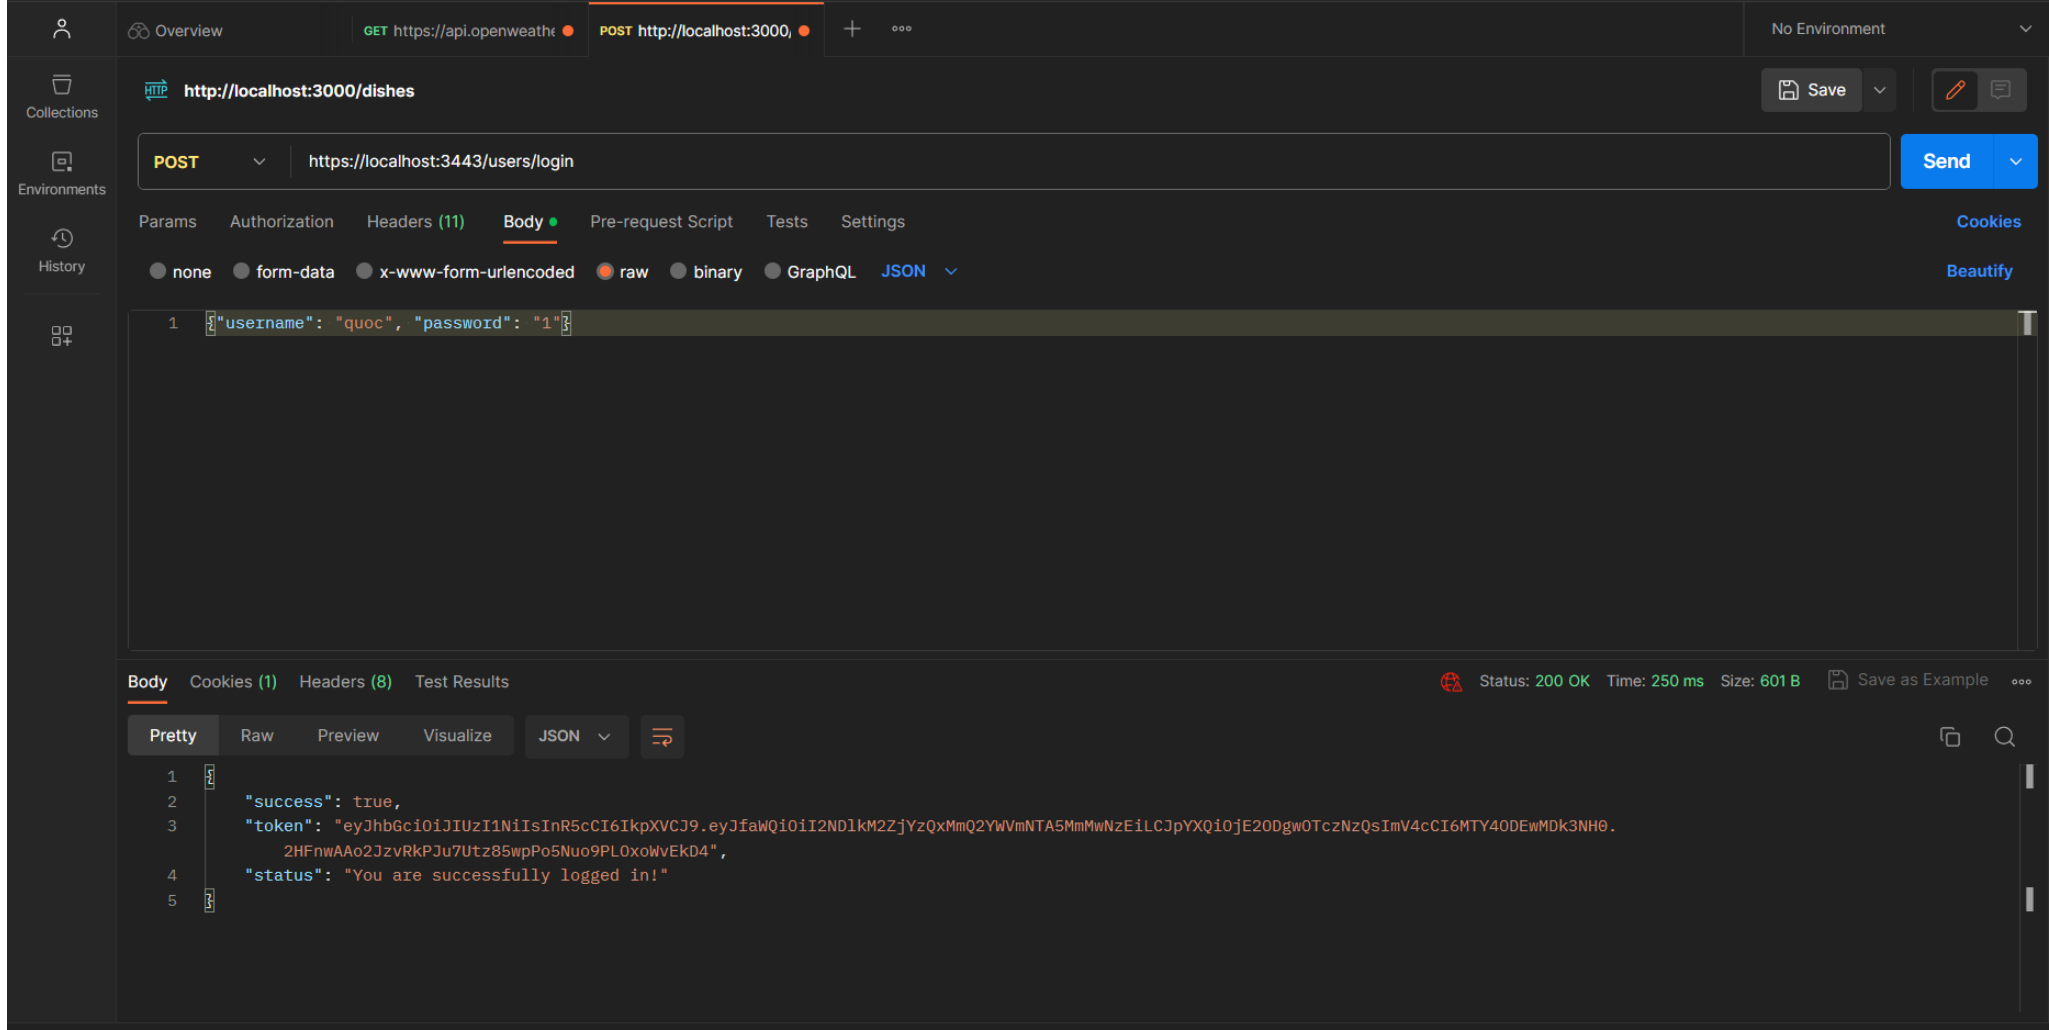 Overview
GET https://api.openweathe
POST http://localhost:3000/
No Environment
Collections
Environments
History
HTTP http://localhost:3000/dishes
Save
POST https://localhost:3443/users/login
Send
Params Authorization Headers (11) Body Pre-request Script Tests Settings
Cookies
none form-data x-www-form-urlencoded raw binary GraphQL JSON
Beautify
1 {"username": "quoc", "password": "1"}
Body Cookies (1) Headers (8) Test Results
Status: 200 OK Time: 250 ms Size: 601 B Save as Example
Pretty Raw Preview Visualize JSON
1 {
2 "success": true,
3 "token": "eyJhbGciOiJIUzI1NiIsInR5cCI6IkpXVCJ9.eyJfaWQiOiI2NDlkM2ZjYzQxMmQ2YWVmNTA5MmMwNzEiLCJpYXQiOjE2ODgwOTczNzQsImV4cCI6MTY4ODEwMDk3NH0.
2HFnwAAo2JzvRkPJu7Utz85wpPo5Nuo9PLOxoWvEkD4",
4 "status": "You are successfully logged in!"
5 }